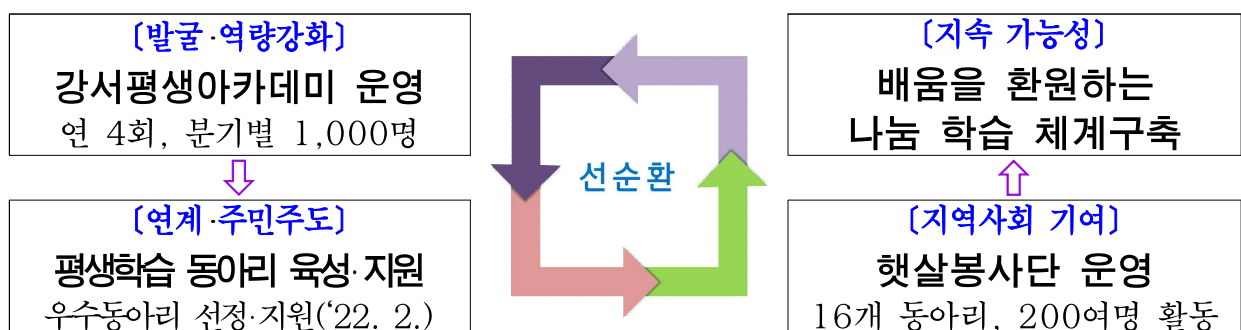 [발굴·역량강화]
강서평생아카데미 운영
연 4회, 분기별 1,000명
[연계·주민주도]
평생학습 동아리 육성·지원
우수동아리 선정·지원('22. 2.)
선순환
[지속 가능성]
배움을 환원하는
나눔 학습 체계구축
[지역사회 기여]
햇살봉사단 운영
16개 동아리, 200여명 활동